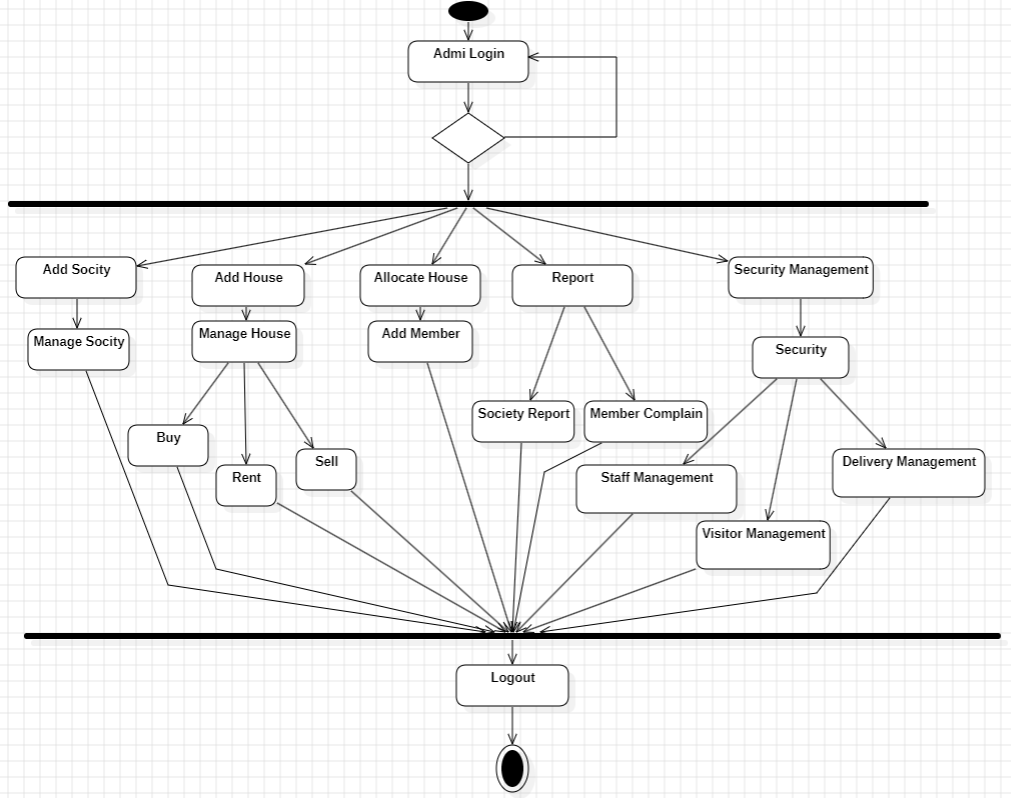 Admi Login
Add Socity
Add House
Allocate House
Report
Security Management
Manage Socity
Manage House
Add Member
Security
Society Report
Member Complain
Buy
Sell
Rent
Staff Management
Delivery Management
Visitor Management
Logout